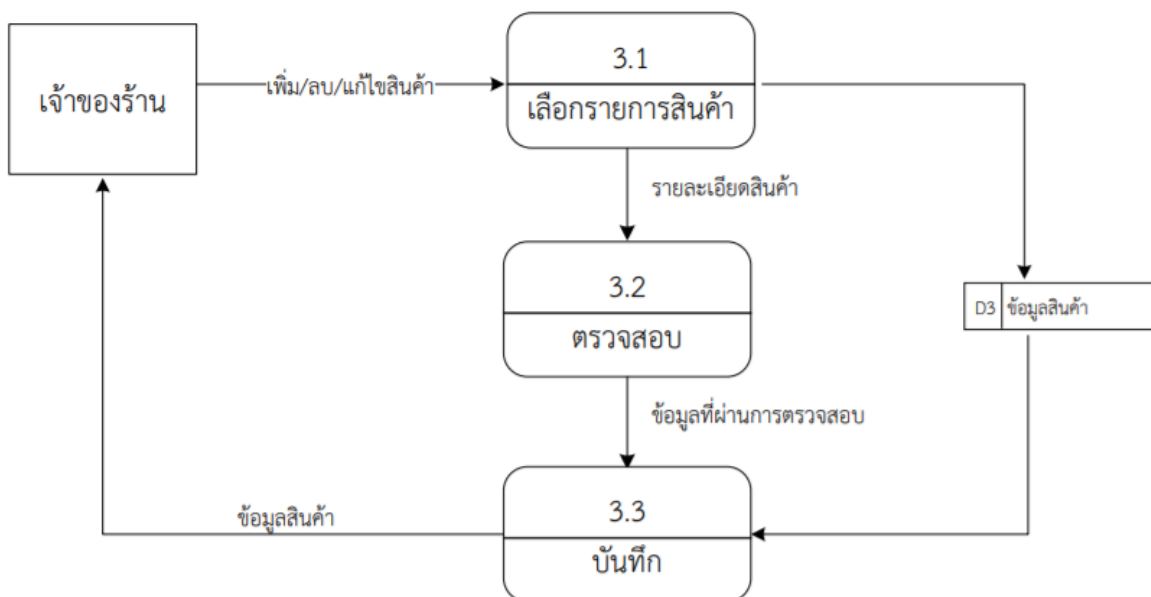 3.1
เจ้าของร้าน
เพิ่ม/ลบ/แก้ไขสินค้า
เลือกรายการสินค้า
รายละเอียดสินค้า
3.2
D3 ข้อมูลสินค้า
ตรวจสอบ
ข้อมูลที่ผ่านการตรวจสอบ
3.3
ข้อมูลสินค้า
บันทึก